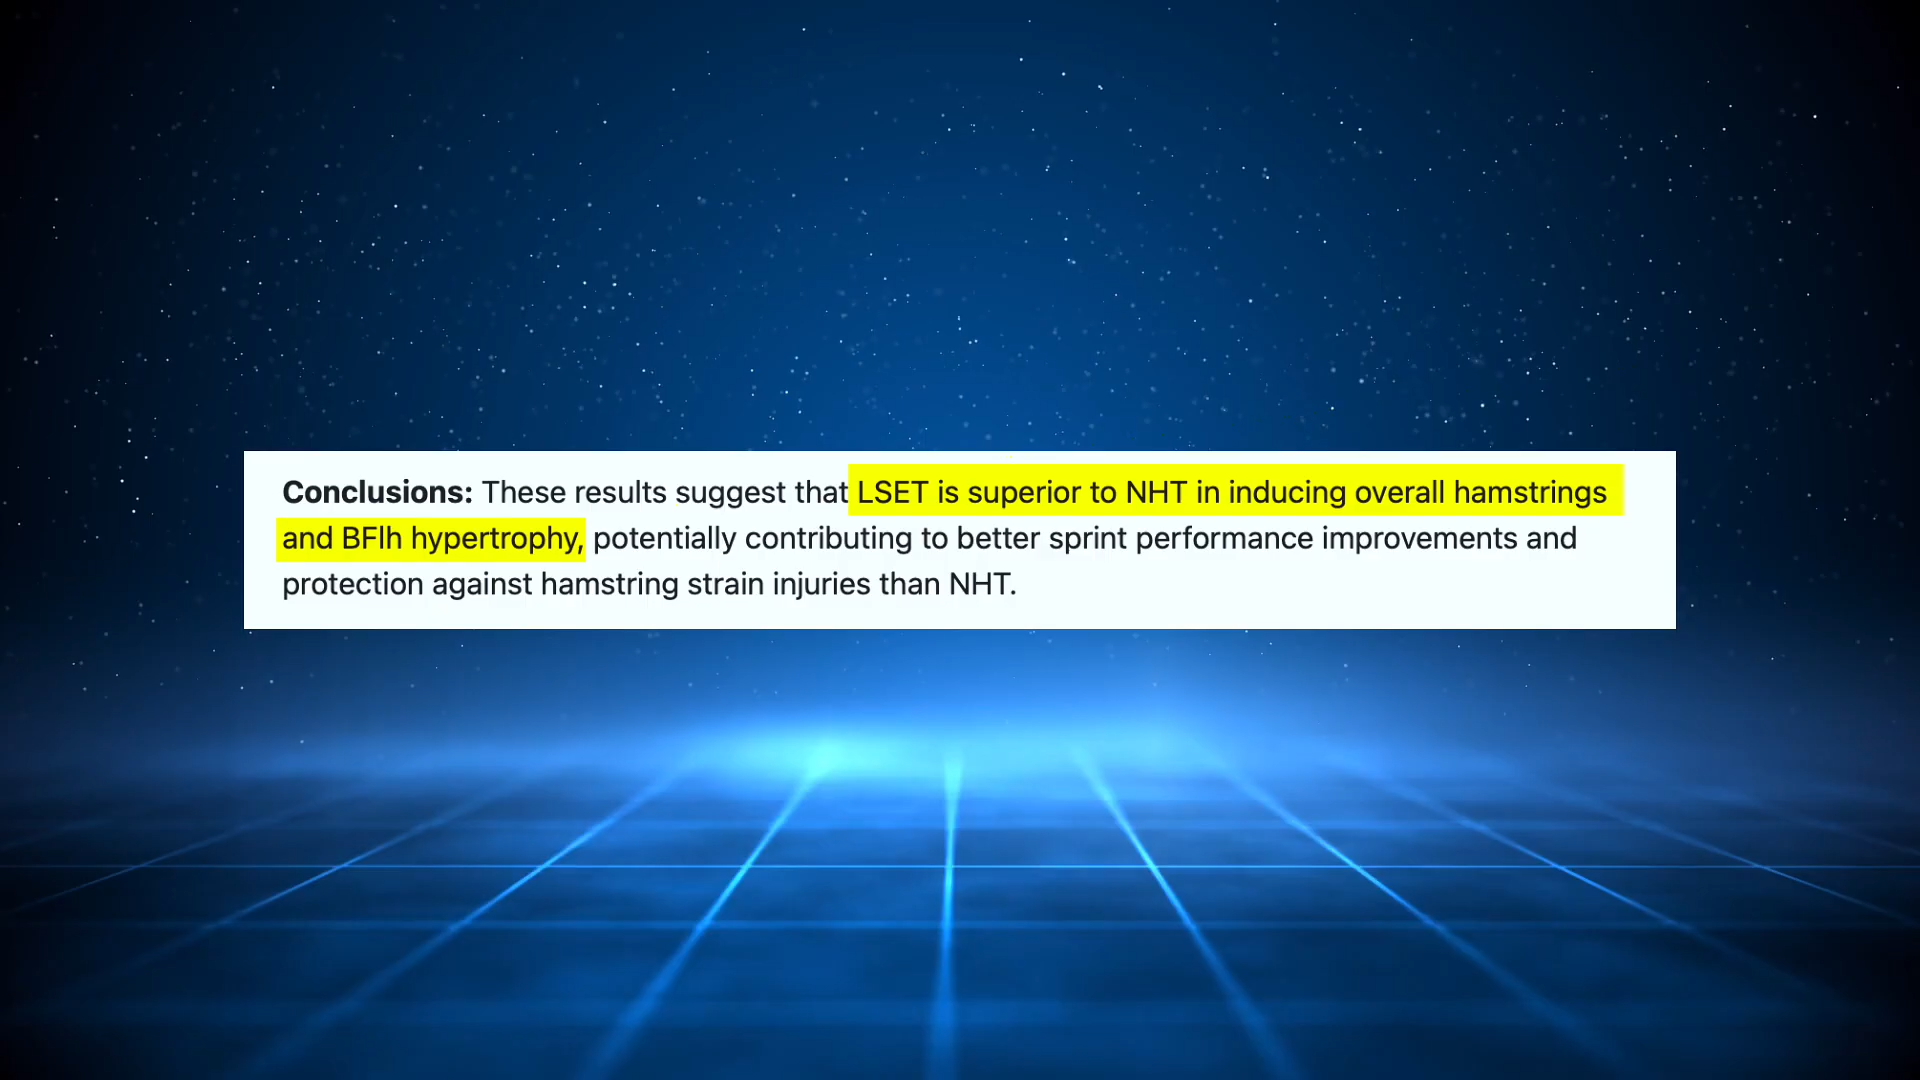 Conclusions: These results suggest that LSET is superior to NHT in inducing overall hamstrings
and BFlh hypertrophy, potentially contributing to better sprint performance improvements and
protection against hamstring strain injuries than NHT.